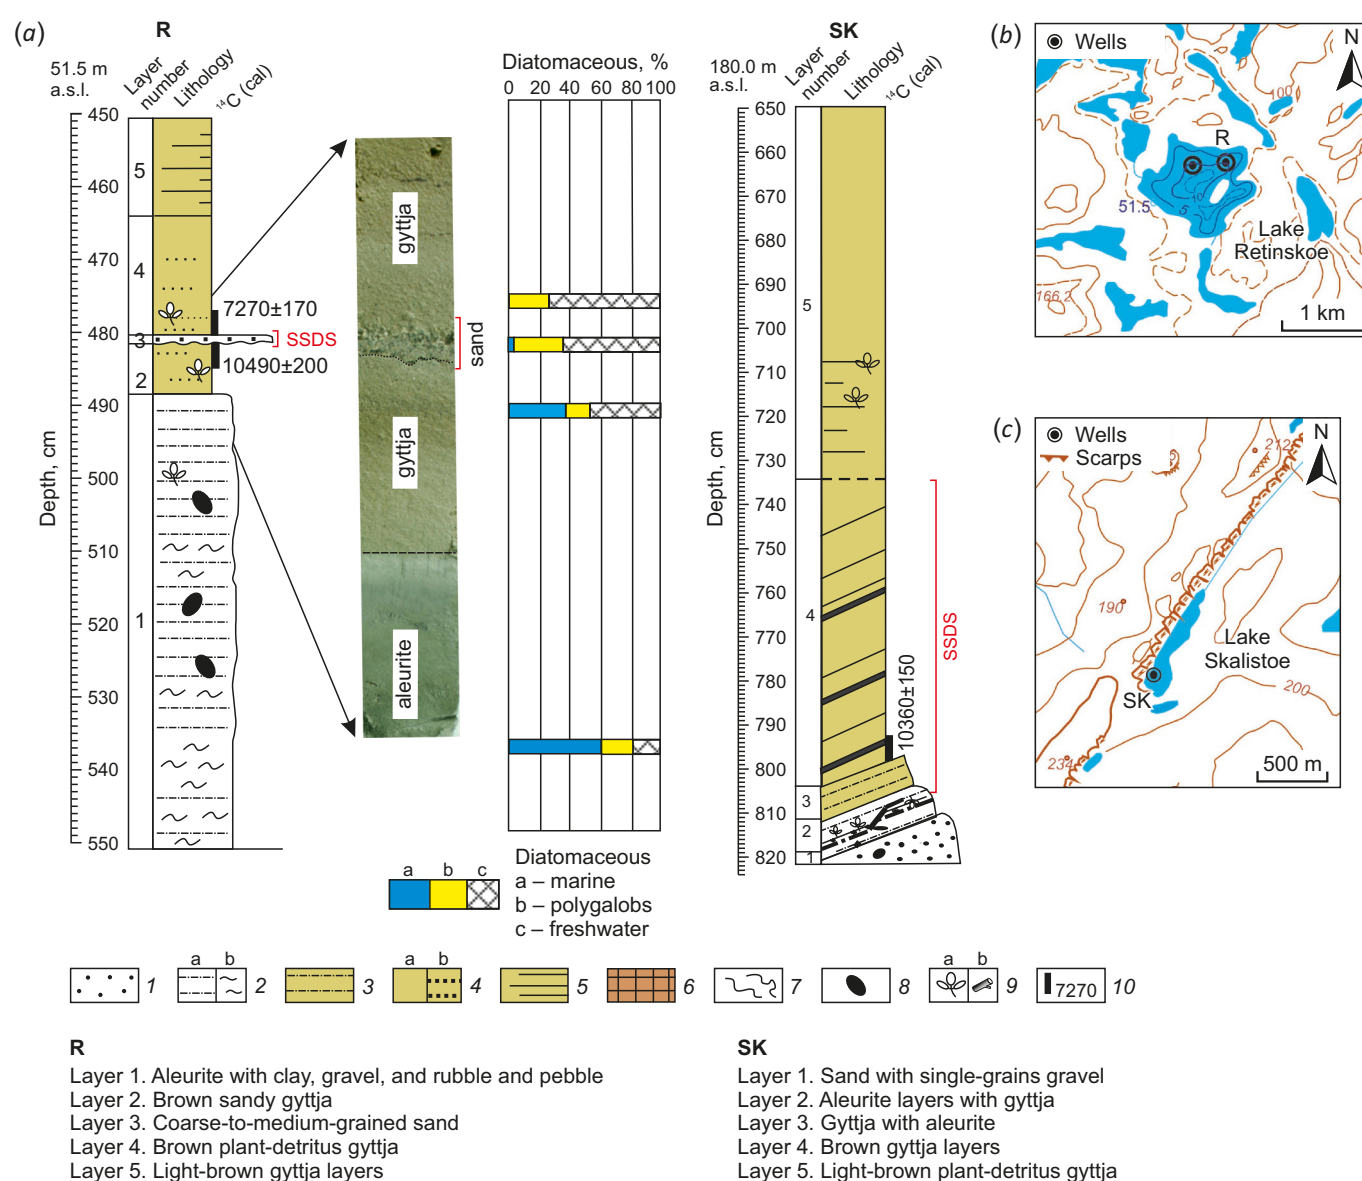 (a)
R
51.5 m
a.s.l.
Layer
number
Lithology
¹⁴C (cal)
Depth, cm
450
460
470
480
490
500
510
520
530
540
550
5
4
3
2
1
7270±170
SSDS
10490±200
gytjja
sand
gytjja
aleurite
Diatomaceous, %
0 20 40 60 80 100
a b c
Diatomaceous
a – marine
b – polygalobs
c – freshwater
SK
180.0 m
a.s.l.
Layer
number
Lithology
¹⁴C (cal)
Depth, cm
650
660
670
680
690
700
710
720
730
740
750
760
770
780
790
800
810
820
5
4
3
2
1
SSDS
10360±150
(b)
Wells
N
100
R
51.5
5
10
Lake
Retinskoe
166.2
1 km
(c)
Wells
Scarps
N
212
190
Lake
Skalistoe
SK
200
234
500 m
1
a b
2
3
a b
4
5
6
7
8
a b
9
7270
10
R
Layer 1. Aleurite with clay, gravel, and rubble and pebble
Layer 2. Brown sandy gyttja
Layer 3. Coarse-to-medium-grained sand
Layer 4. Brown plant-detritus gyttja
Layer 5. Light-brown gyttja layers
SK
Layer 1. Sand with single-grains gravel
Layer 2. Aleurite layers with gyttja
Layer 3. Gyttja with aleurite
Layer 4. Brown gyttja layers
Layer 5. Light-brown plant-detritus gyttja